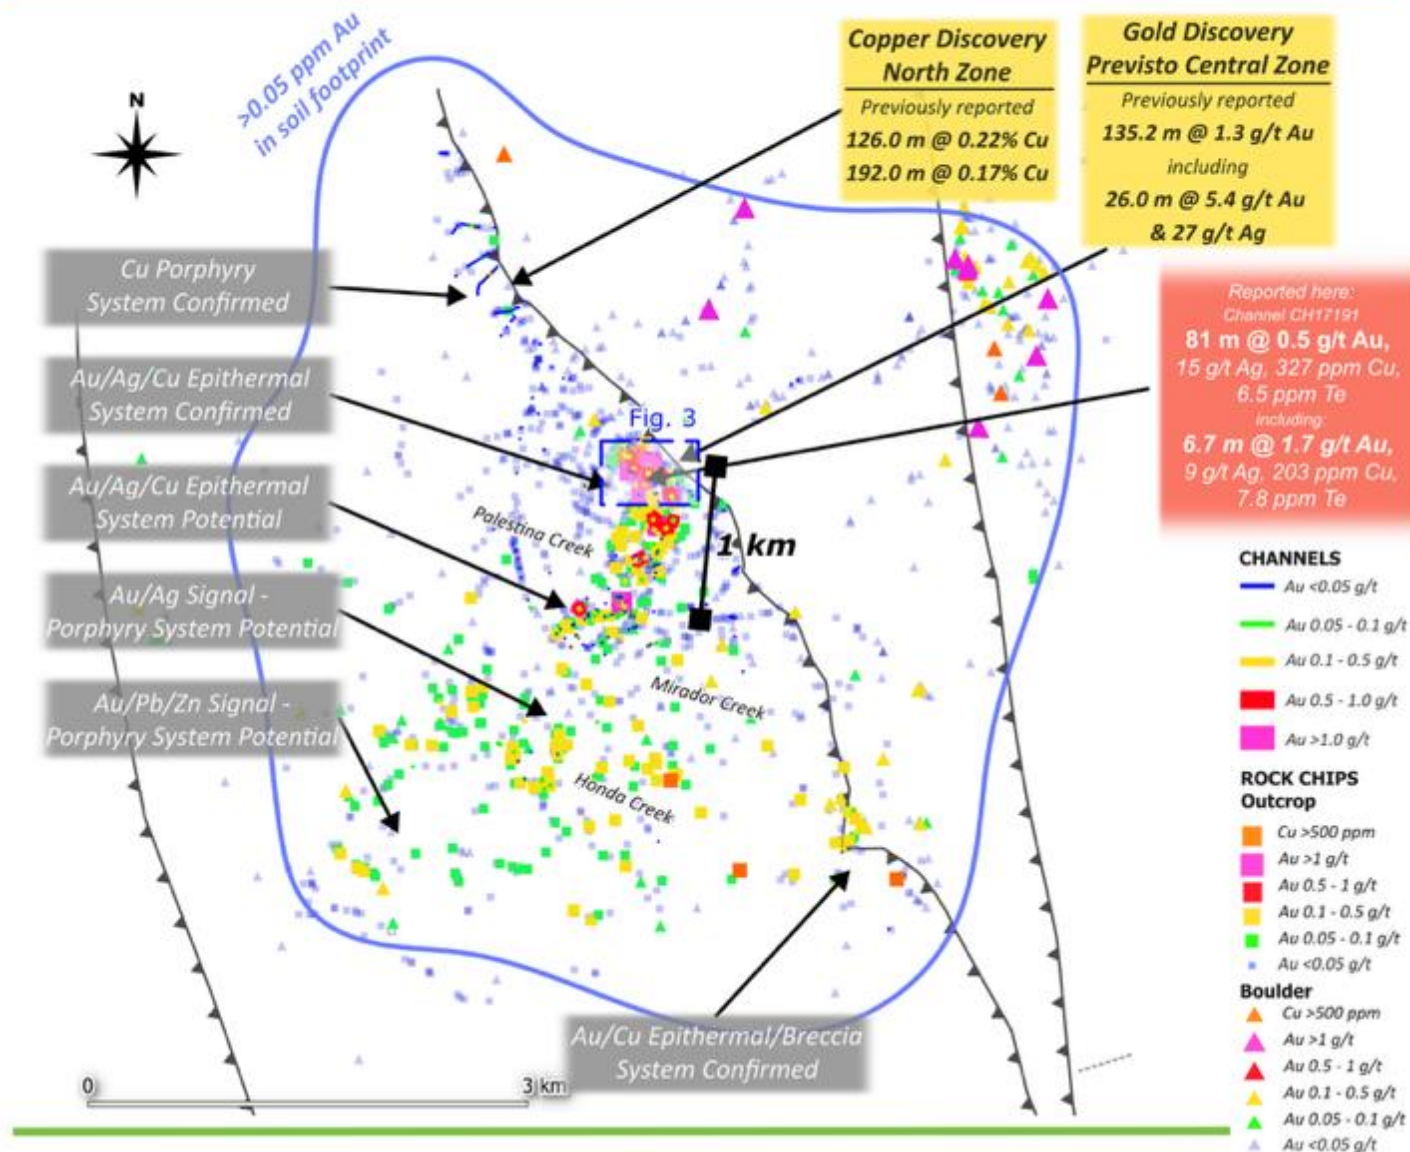 >0.05 ppm Au
in soil footprint
N
Copper Discovery
North Zone
Previously reported
126.0 m @ 0.22% Cu
192.0 m @ 0.17% Cu
Gold Discovery
Previsto Central Zone
Previously reported
135.2 m @ 1.3 g/t Au
including
26.0 m @ 5.4 g/t Au
& 27 g/t Ag
Reported here:
Channel CH17191
81 m @ 0.5 g/t Au,
15 g/t Ag, 327 ppm Cu,
6.5 ppm Te
including:
6.7 m @ 1.7 g/t Au,
9 g/t Ag, 203 ppm Cu,
7.8 ppm Te
Cu Porphyry
System Confirmed
Au/Ag/Cu Epithermal
System Confirmed
Au/Ag/Cu Epithermal
System Potential
Au/Ag Signal -
Porphyry System Potential
Au/Pb/Zn Signal -
Porphyry System Potential
Fig. 3
Palestina Creek
1 km
Mirador Creek
Honda Creek
Au/Cu Epithermal/Breccia
System Confirmed
0
3 km
CHANNELS
Au <0.05 g/t
Au 0.05 - 0.1 g/t
Au 0.1 - 0.5 g/t
Au 0.5 - 1.0 g/t
Au >1.0 g/t
ROCK CHIPS
Outcrop
Cu >500 ppm
Au >1 g/t
Au 0.5 - 1 g/t
Au 0.1 - 0.5 g/t
Au 0.05 - 0.1 g/t
Au <0.05 g/t
Boulder
Cu >500 ppm
Au >1 g/t
Au 0.5 - 1 g/t
Au 0.1 - 0.5 g/t
Au 0.05 - 0.1 g/t
Au <0.05 g/t